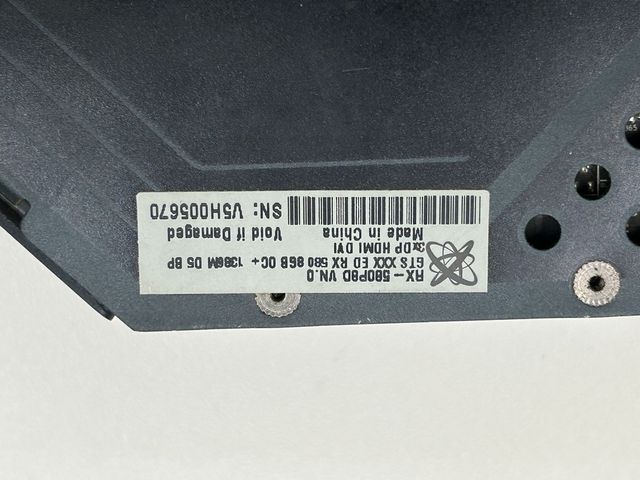 RX-580P8D VN.0
GTS XXX ED RX 580 8GB OC+ 1386M D5 BP
3xDP HDMI DVI
Made in China Void if Damaged
SN: V5H005670